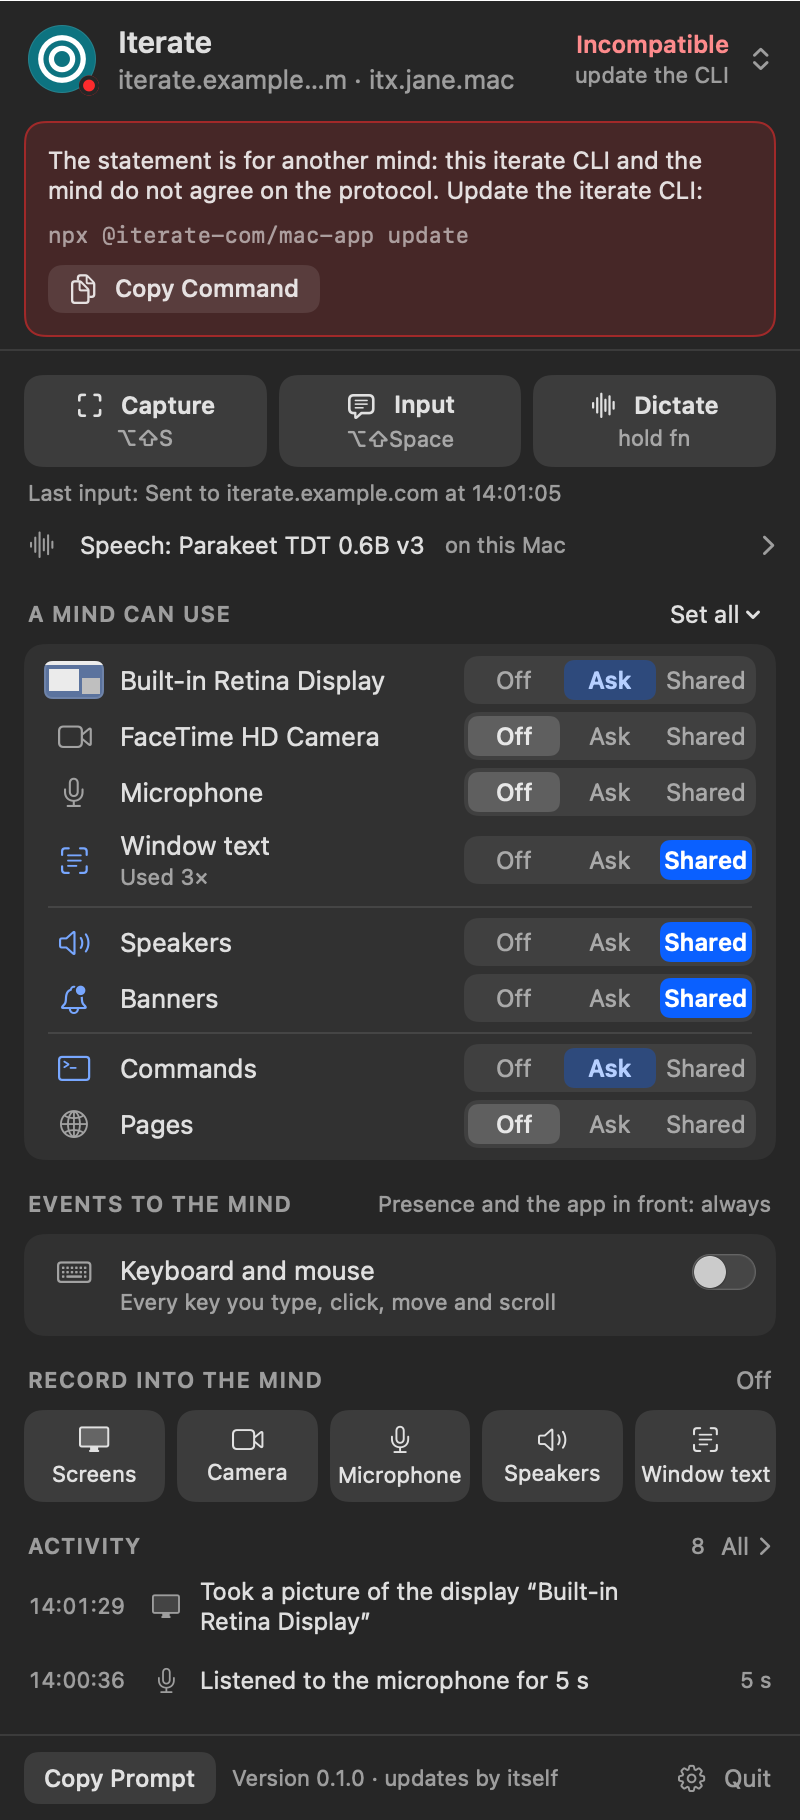 Iterate
iterate.example...m · itx.jane.mac
Incompatible
update the CLI
The statement is for another mind: this iterate CLI and the
mind do not agree on the protocol. Update the iterate CLI:
npx @iterate-com/mac-app update
Copy Command
Capture
⌥⇧S
Input
⌥⇧Space
Dictate
hold fn
Last input: Sent to iterate.example.com at 14:01:05
Speech: Parakeet TDT 0.6B v3 on this Mac
A MIND CAN USE
Set all
Built-in Retina Display Off Ask Shared
FaceTime HD Camera Off Ask Shared
Microphone Off Ask Shared
Window text
Used 3× Off Ask Shared
Speakers Off Ask Shared
Banners Off Ask Shared
Commands Off Ask Shared
Pages Off Ask Shared
EVENTS TO THE MIND Presence and the app in front: always
Keyboard and mouse
Every key you type, click, move and scroll
RECORD INTO THE MIND Off
Screens Camera Microphone Speakers Window text
ACTIVITY 8 All
14:01:29 Took a picture of the display “Built-in
Retina Display”
14:00:36 Listened to the microphone for 5 s 5 s
Copy Prompt Version 0.1.0 · updates by itself Quit